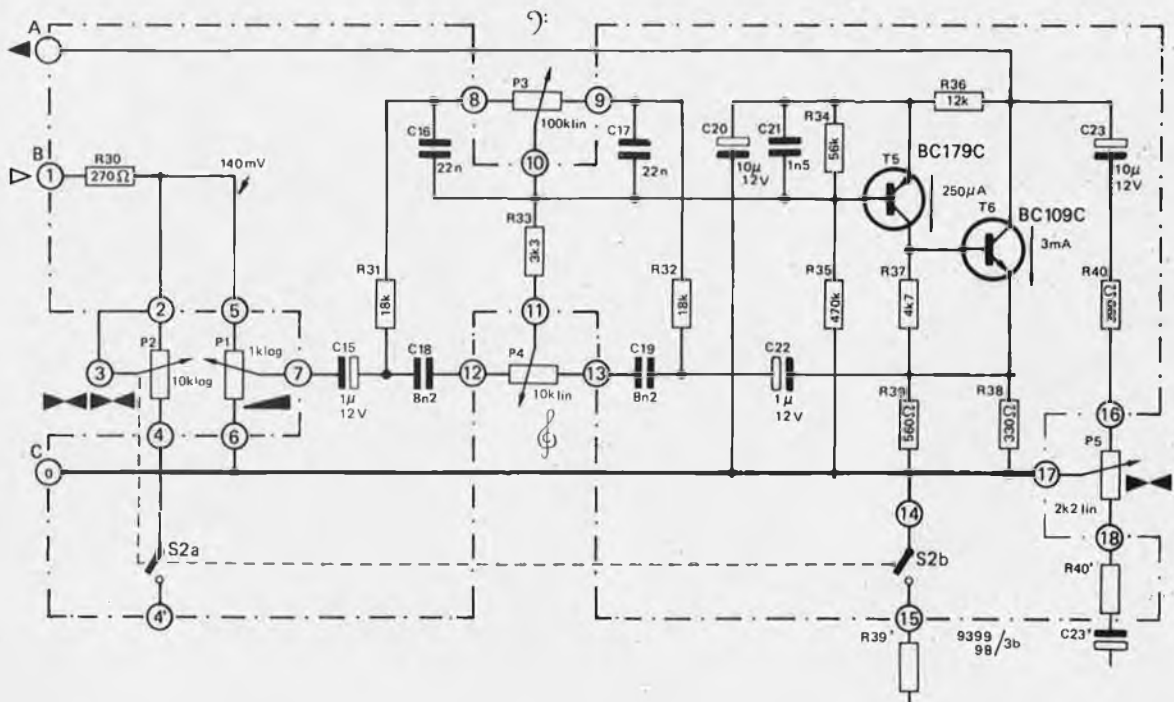 A
B
1
R30
270Ω
140mV
2
5
3
P2
10k log
P1
1k log
7
4
6
C
0
S2a
4'
8
P3
100k lin
9
10
C16
22n
C17
22n
R33
3k3
R31
18k
R32
18k
11
C15
1μ
12V
C18
8n2
12
P4
10k lin
13
C19
8n2
C22
1μ
12V
C20
10μ
12V
C21
1n5
R34
56k
R35
470k
R36
12k
T5
BC179C
250μA
T6
BC109C
3mA
R37
4k7
R39
560Ω
R38
330Ω
C23
10μ
12V
R40
16
P5
2k2 lin
17
18
14
S2b
15
R39'
R40'
C23'
9399
98/3b